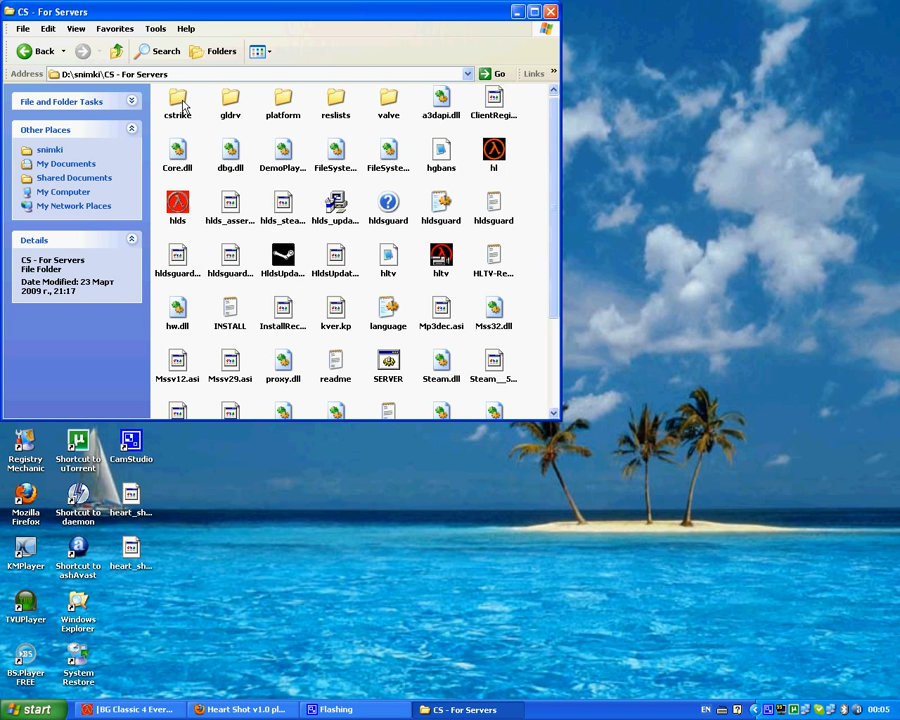 CS - For Servers
File Edit View Favorites Tools Help
Back Search Folders
Address D:\snimki\CS - For Servers Go Links »
File and Folder Tasks
Other Places
snimki
My Documents
Shared Documents
My Computer
My Network Places
Details
CS - For Servers
File Folder
Date Modified: 23 Март
2009 г., 21:17
cstrike gldrv platform reslists valve a3dapi.dll ClientRegi...
Core.dll dbg.dll DemoPlay... FileSyste... FileSyste... hgbans hl
hlds hlds_asser... hlds_stea... hlds_upda... hldsguard hldsguard hldsguard
hldsguard... hldsguard... HldsUpda... HldsUpdat... hltv hltv HLTV-Re...
hw.dll INSTALL InstallRec... kver.kp language Mp3dec.asi Mss32.dll
Mssv12.asi Mssv29.asi proxy.dll readme SERVER Steam.dll Steam__5...
Registry
Mechanic
Shortcut to
uTorrent
CamStudio
Mozilla
Firefox
Shortcut to
daemon
heart_sh...
KMPlayer
Shortcut to
ashAvast
heart_sh...
TVUPlayer
Windows
Explorer
BS.Player
FREE
System
Restore
start [BG Classic 4 Ever... Heart Shot v1.0 pl... Flashing CS - For Servers EN 00:05